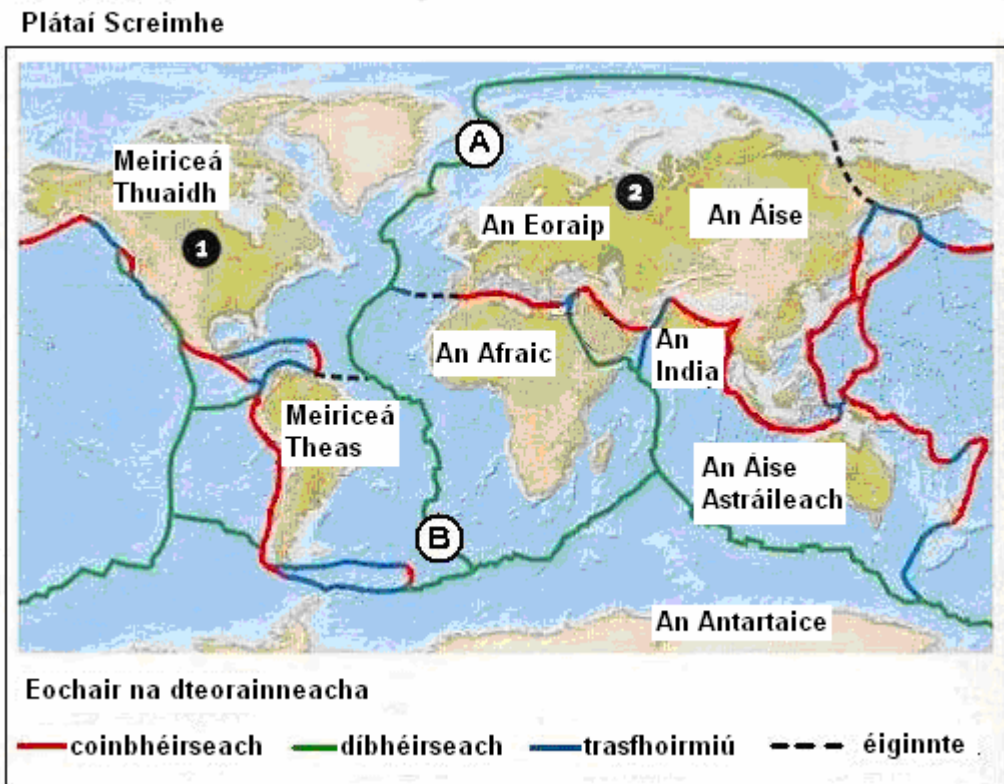 Plátaí Screimhe
A
Meiriceá
Thuaidh
1
2
An Eoraip
An Áise
An Afraic
An
India
Meiriceá
Theas
An Áise
Astráileach
B
An Antartaice
Eochair na dteorainneacha
coinbhéirseach díbhéirseach trasfhoirmiú éiginnte